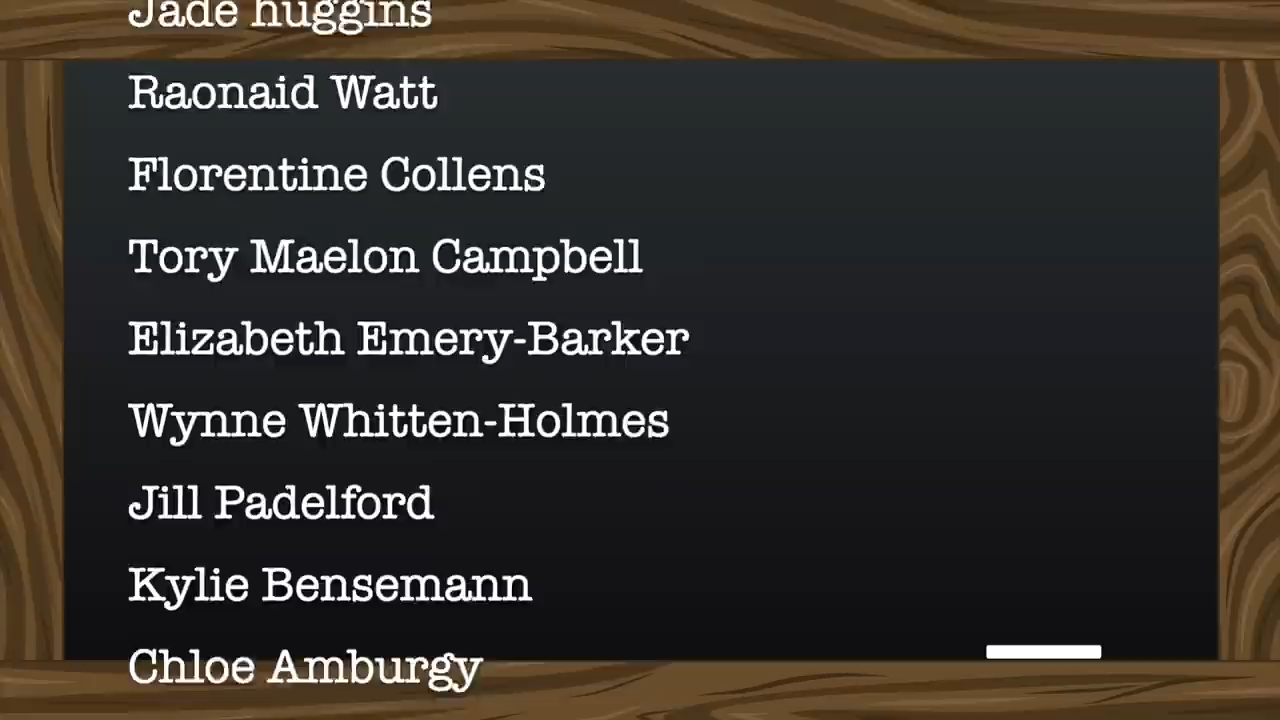 Jade huggins
Raonaid Watt
Florentine Collens
Tory Maelon Campbell
Elizabeth Emery-Barker
Wynne Whitten-Holmes
Jill Padelford
Kylie Bensemann
Chloe Amburgy